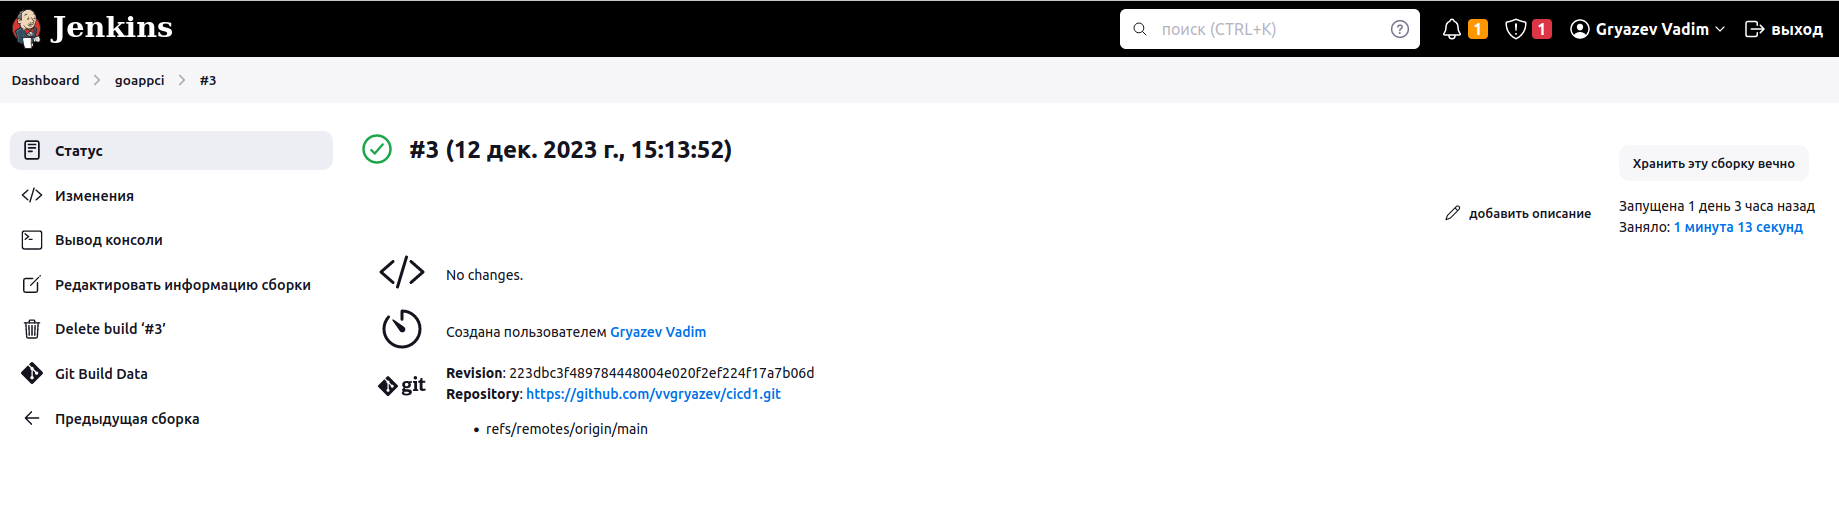 Jenkins
поиск (CTRL+K)
1
1
Gryazev Vadim
выход
Dashboard
goappci
#3
Статус
Изменения
Вывод консоли
Редактировать информацию сборки
Delete build ‘#3’
Git Build Data
Предыдущая сборка
#3 (12 дек. 2023 г., 15:13:52)
Хранить эту сборку вечно
добавить описание
Запущена 1 день 3 часа назад
Заняло: 1 минута 13 секунд
No changes.
Создана пользователем Gryazev Vadim
git
Revision: 223dbc3f489784448004e020f2ef224f17a7b06d
Repository: https://github.com/vvgryazev/cicd1.git
• refs/remotes/origin/main